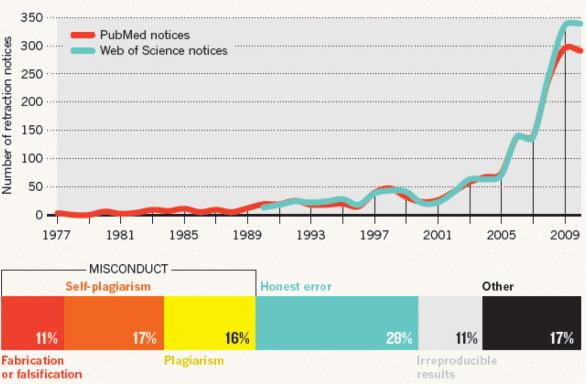 350
300
250
200
150
100
50
0
Number of retraction notices
PubMed notices
Web of Science notices
1977 1981 1985 1989 1993 1997 2001 2005 2009
MISCONDUCT
Self-plagiarism Honest error Other
11% 17% 16% 28% 11% 17%
Fabrication
or falsification
Plagiarism
Irreproducible
results